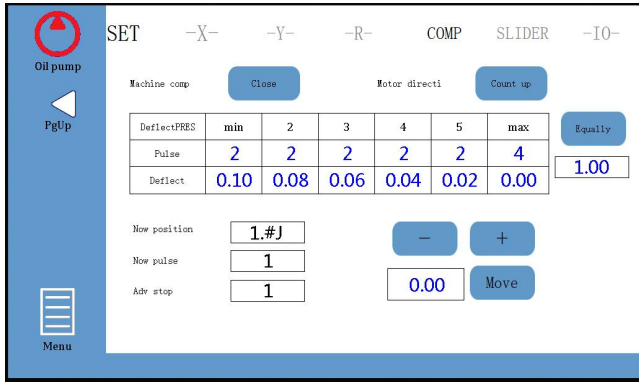 SET -X- -Y- -R- COMP SLIDER -IO-
Oil pump
PgUp
Machine comp Close Motor directi Count up
DeflectPRES min 2 3 4 5 max Equally
Pulse 2 2 2 2 2 4 1.00
Deflect 0.10 0.08 0.06 0.04 0.02 0.00
Now position 1.#J - +
Now pulse 1
Adv stop 1 0.00 Move
Menu